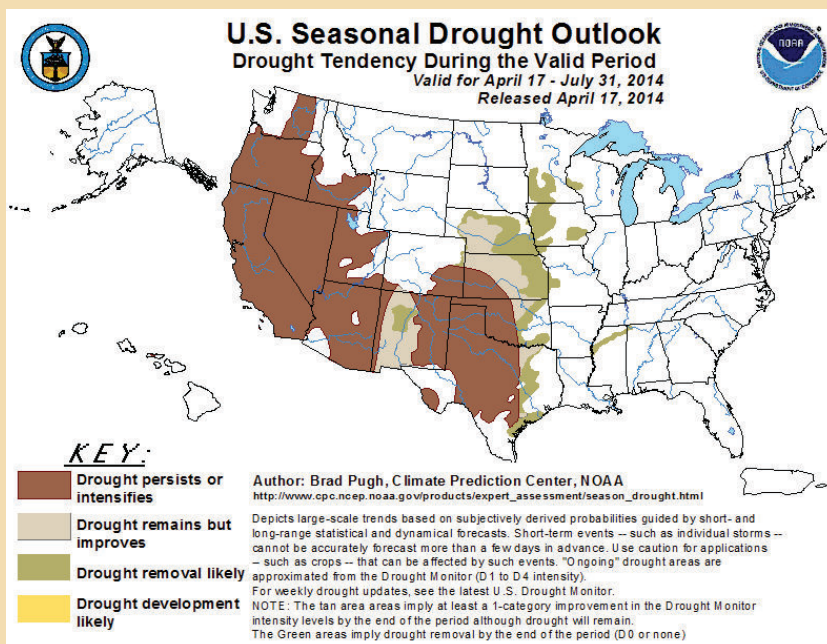 U.S. Seasonal Drought Outlook
Drought Tendency During the Valid Period
Valid for April 17 - July 31, 2014
Released April 17, 2014
NOAA
KEY:
Drought persists or
intensifies
Drought remains but
improves
Drought removal likely
Drought development
likely
Author: Brad Pugh, Climate Prediction Center, NOAA
http://www.cpc.ncep.noaa.gov/products/expert_assessment/season_drought.html
Depicts large-scale trends based on subjectively derived probabilities guided by short- and
long-range statistical and dynamical forecasts. Short-term events -- such as individual storms --
cannot be accurately forecast more than a few days in advance. Use caution for applications
-- such as crops -- that can be affected by such events. "Ongoing" drought areas are
approximated from the Drought Monitor (D1 to D4 intensity).
For weekly drought updates, see the latest U.S. Drought Monitor.
NOTE: The tan area areas imply at least a 1-category improvement in the Drought Monitor
intensity levels by the end of the period although drought will remain.
The Green areas imply drought removal by the end of the period (D0 or none)